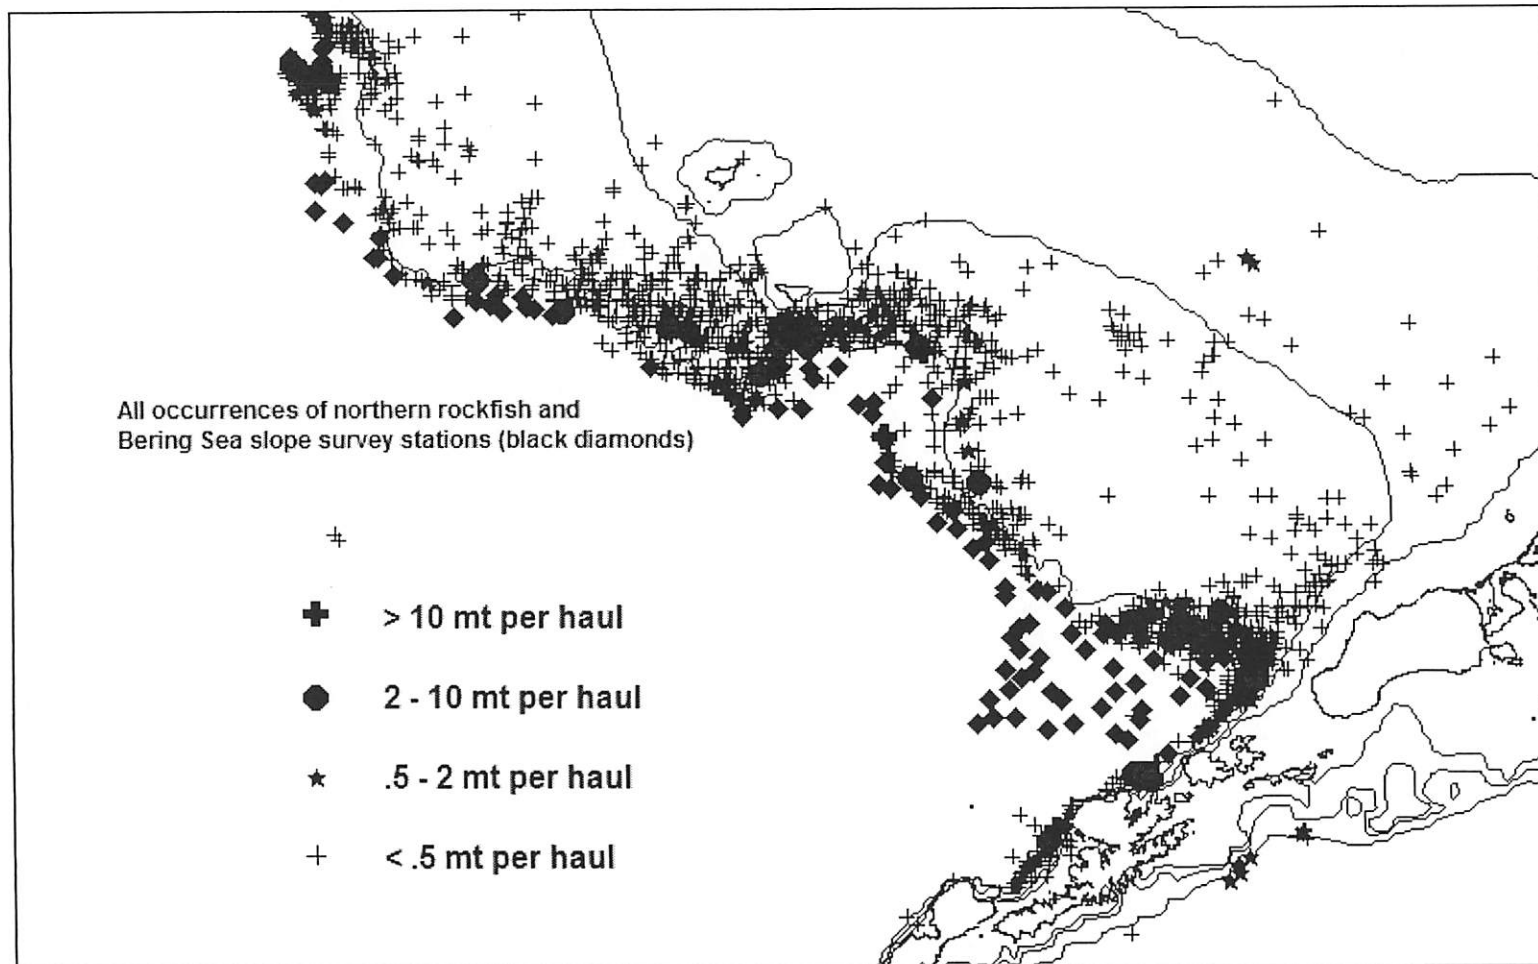 All occurrences of northern rockfish and
Bering Sea slope survey stations (black diamonds)
> 10 mt per haul
2 - 10 mt per haul
.5 - 2 mt per haul
< .5 mt per haul